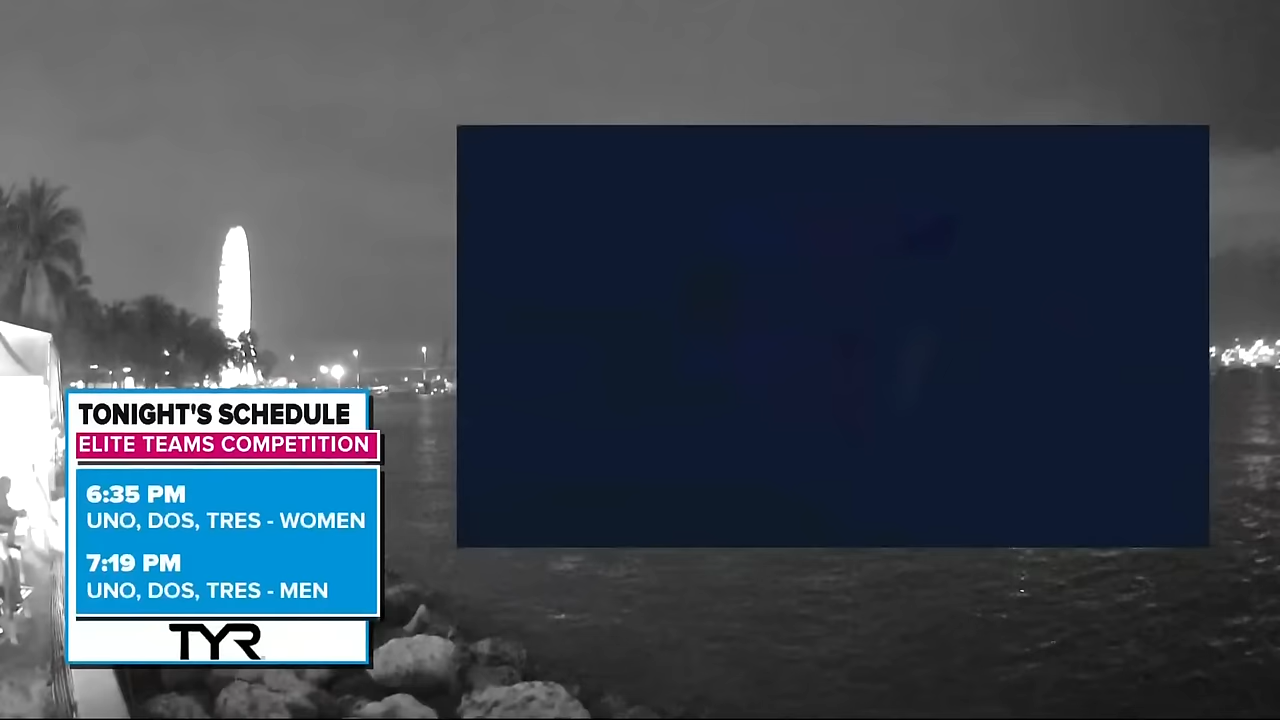 TONIGHT'S SCHEDULE
ELITE TEAMS COMPETITION
6:35 PM
UNO, DOS, TRES - WOMEN
7:19 PM
UNO, DOS, TRES - MEN
TYR